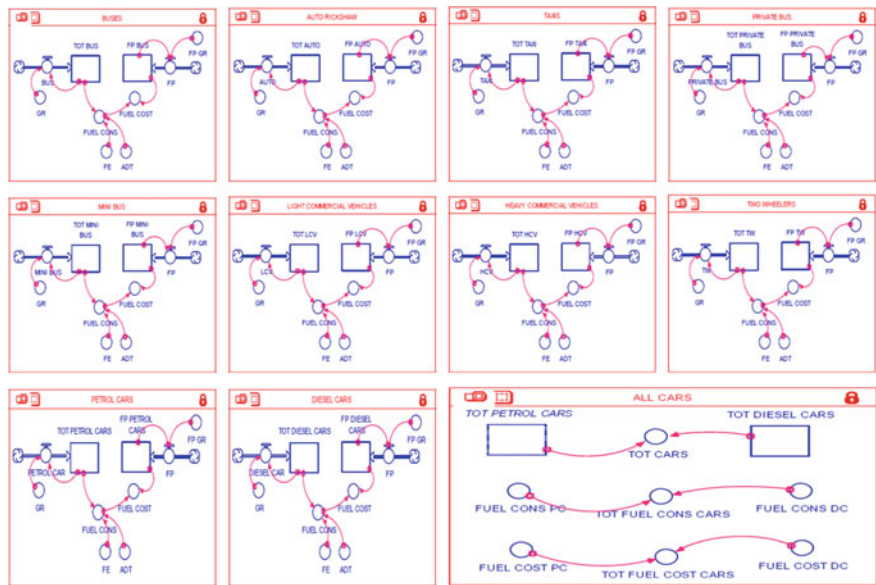 BUSES
TOT BUS
FP BUS
FP GR
BUS
FP
GR
FUEL COST
FUEL CONS
FE
ADT
AUTO RICKSHAW
TOT AUTO
FP AUTO
FP GR
AUTO
FP
GR
FUEL COST
FUEL CONS
FE
ADT
TAXIS
TOT TAXI
FP TAXI
FP GR
TAXI
FP
GR
FUEL COST
FUEL CONS
FE
ADT
PRIVATE BUS
TOT PRIVATE
BUS
FP PRIVATE
BUS
FP GR
PRIVATE BUS
FP
GR
FUEL COST
FUEL CONS
FE
ADT
MINI BUS
TOT MINI
BUS
FP MINI
BUS
FP GR
MINI BUS
FP
GR
FUEL COST
FUEL CONS
FE
ADT
LIGHT COMMERCIAL VEHICLES
TOT LCV
FP LCV
FP GR
LCV
FP
GR
FUEL COST
FUEL CONS
FE
ADT
HEAVY COMMERCIAL VEHICLES
TOT HCV
FP HCV
FP GR
HCV
FP
GR
FUEL COST
FUEL CONS
FE
ADT
TWO WHEELERS
TOT TW
FP TW
FP GR
TW
FP
GR
FUEL COST
FUEL CONS
FE
ADT
PETROL CARS
TOT PETROL CARS
FP PETROL
CARS
FP GR
PETROL CAR
FP
GR
FUEL COST
FUEL CONS
FE
ADT
DIESEL CARS
TOT DIESEL CARS
FP DIESEL
CARS
FP GR
DIESEL CAR
FP
GR
FUEL COST
FUEL CONS
FE
ADT
ALL CARS
TOT PETROL CARS
TOT DIESEL CARS
TOT CARS
FUEL CONS PC
TOT FUEL CONS CARS
FUEL CONS DC
FUEL COST PC
TOT FUEL COST CARS
FUEL COST DC